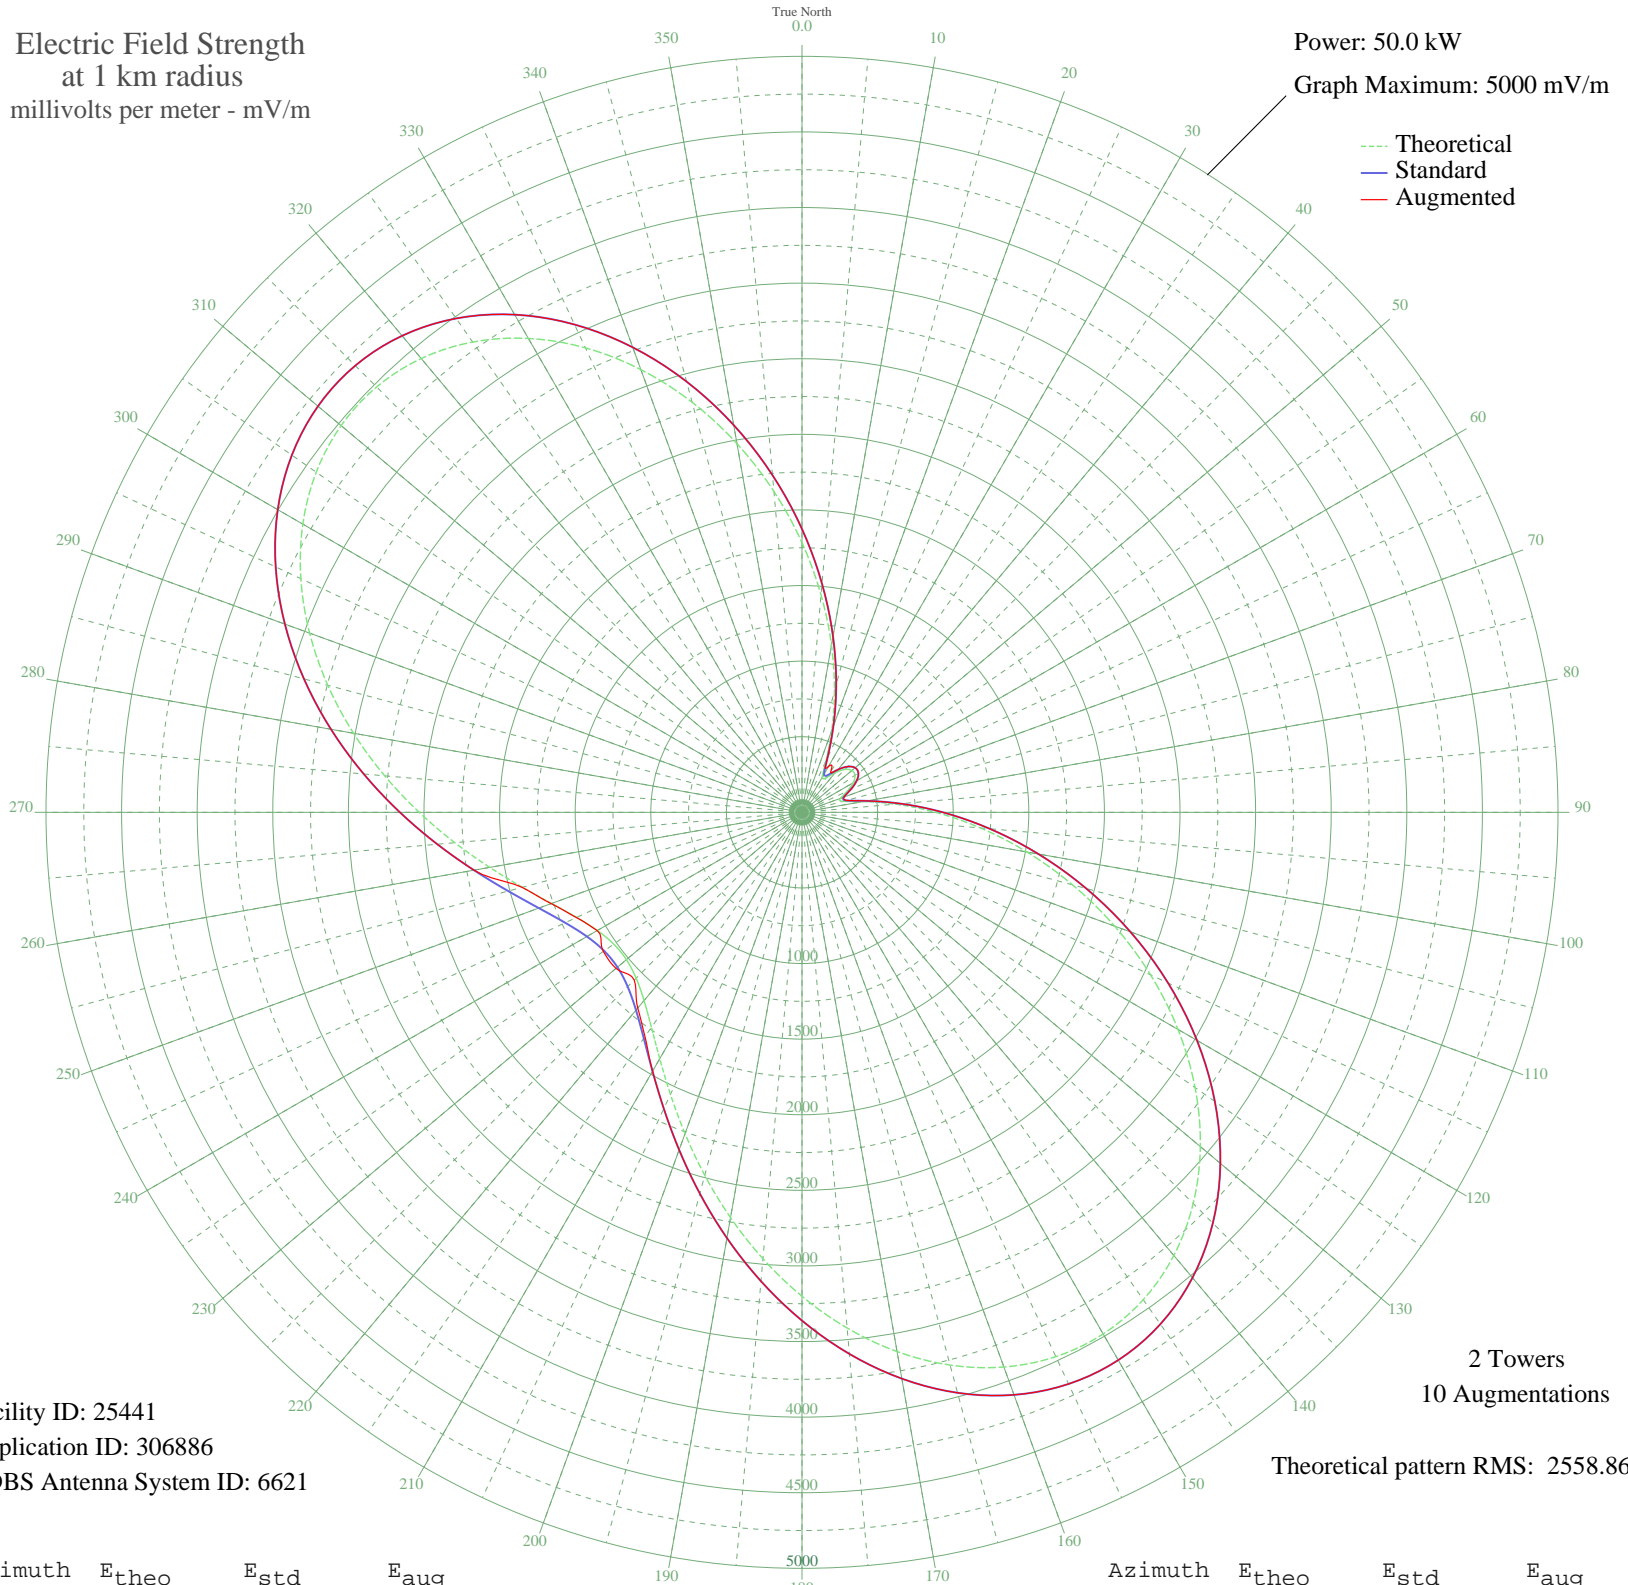 True North
0.0
Electric Field Strength
at 1 km radius
millivolts per meter - mV/m
Power: 50.0 kW
Graph Maximum: 5000 mV/m
Theoretical
Standard
Augmented
10
20
30
40
50
60
70
80
90
100
110
120
130
140
150
160
170
190
200
210
220
230
240
250
260
270
280
290
300
310
320
330
340
350
1000
1500
2000
2500
3000
3500
4000
4500
5000
2 Towers
10 Augmentations
Theoretical pattern RMS: 2558.86
cility ID: 25441
plication ID: 306886
DBS Antenna System ID: 6621
imuth Etheo Estd Eaug
Azimuth Etheo Estd Eaug